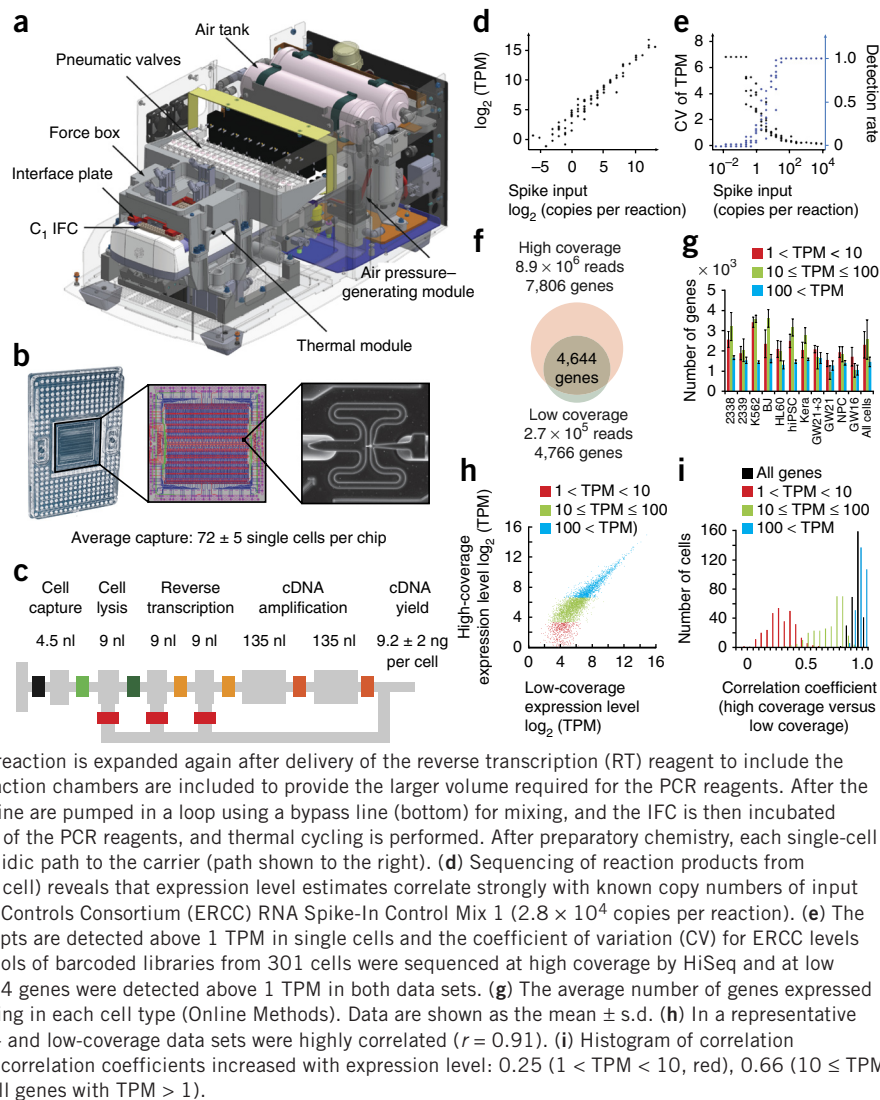 a
Air tank
Pneumatic valves
Force box
Interface plate
C1 IFC
Air pressure–
generating module
Thermal module
b
Average capture: 72 ± 5 single cells per chip
c
Cell capture
Cell lysis
Reverse transcription
cDNA amplification
cDNA yield
4.5 nl 9 nl 9 nl 9 nl 135 nl 135 nl 9.2 ± 2 ng per cell
d
log2 (TPM)
15
10
5
0
−5 0 5 10
Spike input
log2 (copies per reaction)
e
CV of TPM
8
6
4
2
0
1.0
0.5
0
Detection rate
10−2 1 102 104
Spike input
(copies per reaction)
f
High coverage
8.9 × 106 reads
7,806 genes
4,644
genes
Low coverage
2.7 × 105 reads
4,766 genes
g
1 < TPM < 10
10 ≤ TPM ≤ 100
100 < TPM
× 103
Number of genes
5
4
3
2
1
0
2338 2339 K562 BJ HL60 hiPSC Kera GW21+3 GW21 NPC GW16 All cells
h
1 < TPM < 10
10 ≤ TPM ≤ 100
100 < TPM)
High-coverage
expression level log2 (TPM)
16
12
8
4
0
0 4 8 12 16
Low-coverage
expression level
log2 (TPM)
i
All genes
1 < TPM < 10
10 ≤ TPM ≤ 100
100 < TPM
Number of cells
160
120
80
40
0
0 0.5 1.0
Correlation coefficient
(high coverage versus
low coverage)
reaction is expanded again after delivery of the reverse transcription (RT) reagent to include the
action chambers are included to provide the larger volume required for the PCR reagents. After the
ine are pumped in a loop using a bypass line (bottom) for mixing, and the IFC is then incubated
of the PCR reagents, and thermal cycling is performed. After preparatory chemistry, each single-cell
idic path to the carrier (path shown to the right). (d) Sequencing of reaction products from
cell) reveals that expression level estimates correlate strongly with known copy numbers of input
Controls Consortium (ERCC) RNA Spike-In Control Mix 1 (2.8 × 104 copies per reaction). (e) The
pts are detected above 1 TPM in single cells and the coefficient of variation (CV) for ERCC levels
ols of barcoded libraries from 301 cells were sequenced at high coverage by HiSeq and at low
4 genes were detected above 1 TPM in both data sets. (g) The average number of genes expressed
ing in each cell type (Online Methods). Data are shown as the mean ± s.d. (h) In a representative
- and low-coverage data sets were highly correlated (r = 0.91). (i) Histogram of correlation
correlation coefficients increased with expression level: 0.25 (1 < TPM < 10, red), 0.66 (10 ≤ TPM
ll genes with TPM > 1).